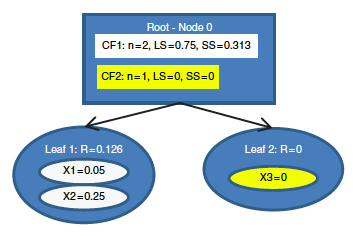 Root - Node 0
CF1: n=2, LS=0.75, SS=0.313
CF2: n=1, LS=0, SS=0
Leaf 1: R=0.126
X1=0.05
X2=0.25
Leaf 2: R=0
X3=0